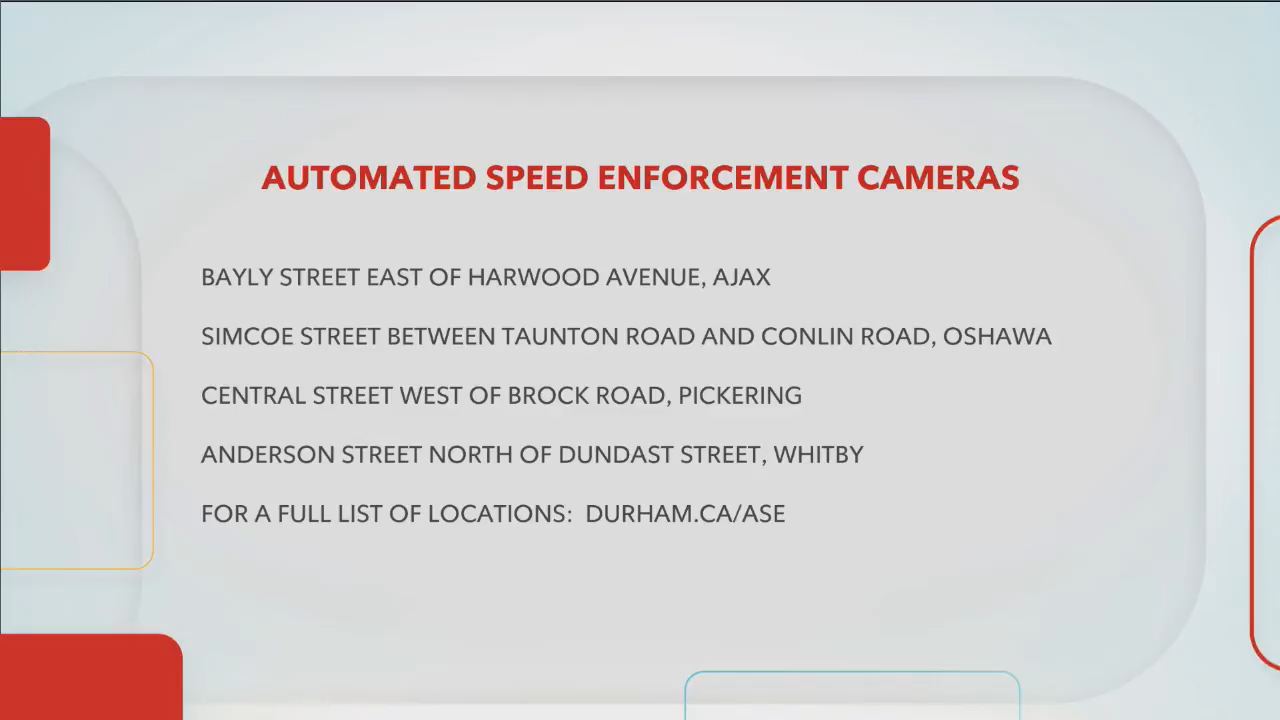 AUTOMATED SPEED ENFORCEMENT CAMERAS
BAYLY STREET EAST OF HARWOOD AVENUE, AJAX
SIMCOE STREET BETWEEN TAUNTON ROAD AND CONLIN ROAD, OSHAWA
CENTRAL STREET WEST OF BROCK ROAD, PICKERING
ANDERSON STREET NORTH OF DUNDAST STREET, WHITBY
FOR A FULL LIST OF LOCATIONS:  DURHAM.CA/ASE